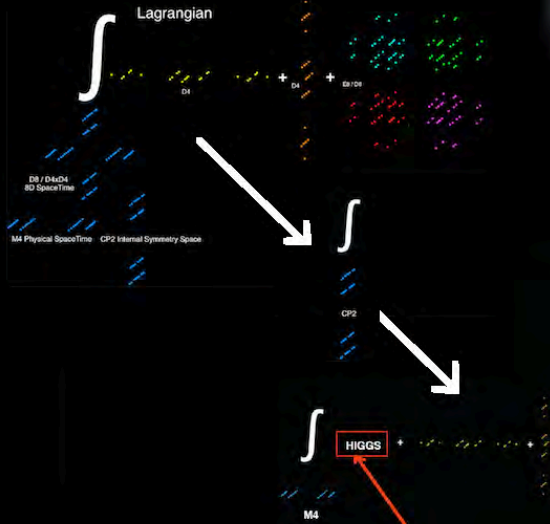 Lagrangian
∫
D4
+
D4
+
E8 / D8
D8 / D4xD4
8D SpaceTime
M4 Physical SpaceTime
CP2 Internal Symmetry Space
∫
CP2
∫
HIGGS
+
+
M4